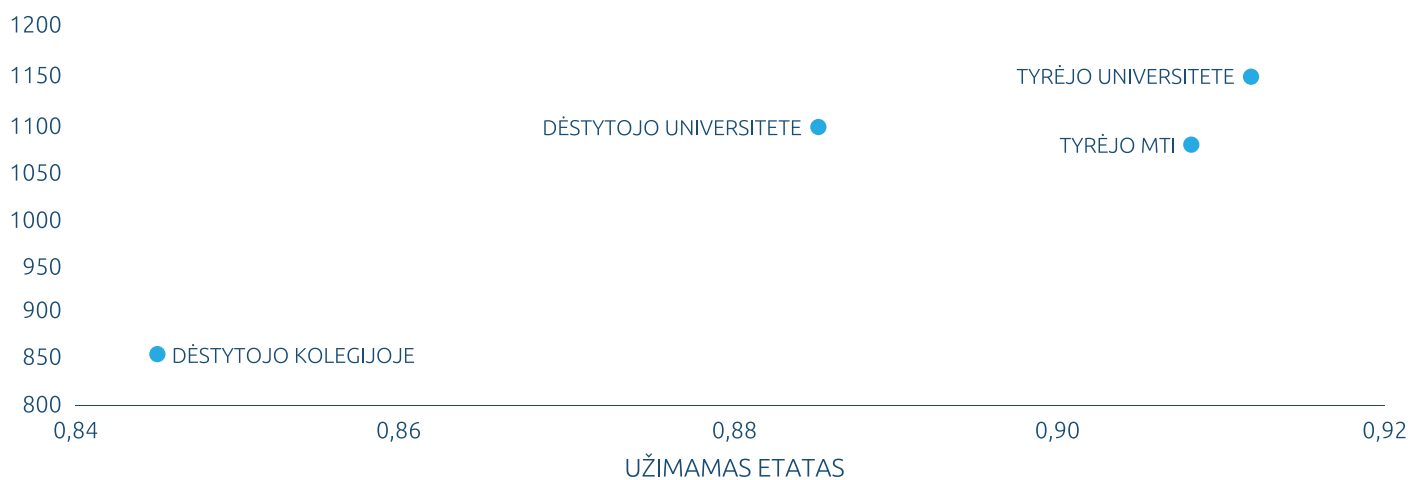 1200
1150
TYRĖJO UNIVERSITETE
1100
DĖSTYTOJO UNIVERSITETE
TYRĖJO MTI
1050
1000
950
900
850
DĖSTYTOJO KOLEGIJOJE
800
0,84 0,86 0,88 0,90 0,92
UŽIMAMAS ETATAS